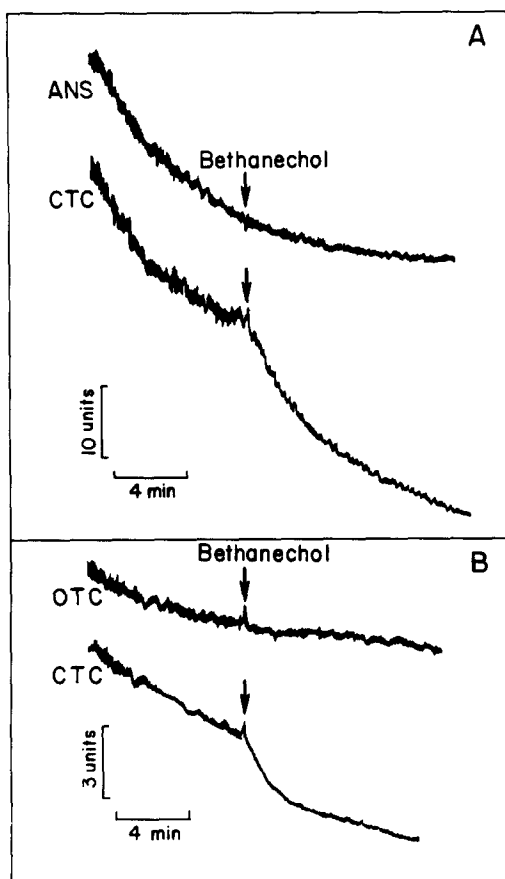 A
ANS
Bethanechol
CTC
10 units
4 min
B
Bethanechol
OTC
CTC
3 units
4 min